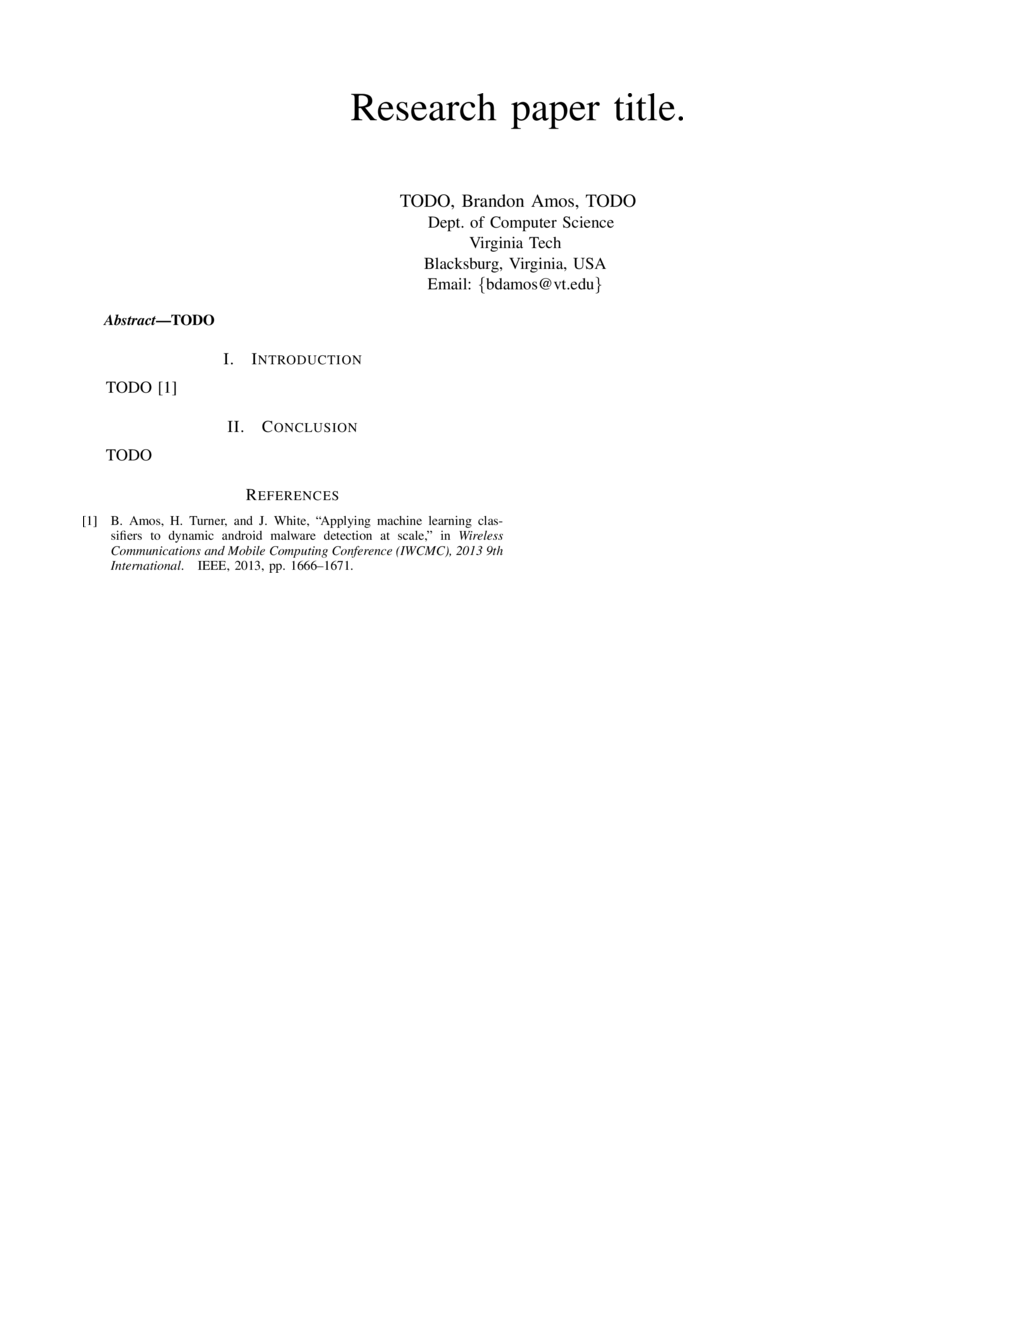 Research paper title.
TODO, Brandon Amos, TODO
Dept. of Computer Science
Virginia Tech
Blacksburg, Virginia, USA
Email: {bdamos@vt.edu}
Abstract—TODO
I. INTRODUCTION
TODO [1]
II. CONCLUSION
TODO
REFERENCES
[1] B. Amos, H. Turner, and J. White, “Applying machine learning clas-
sifiers to dynamic android malware detection at scale,” in Wireless
Communications and Mobile Computing Conference (IWCMC), 2013 9th
International. IEEE, 2013, pp. 1666–1671.